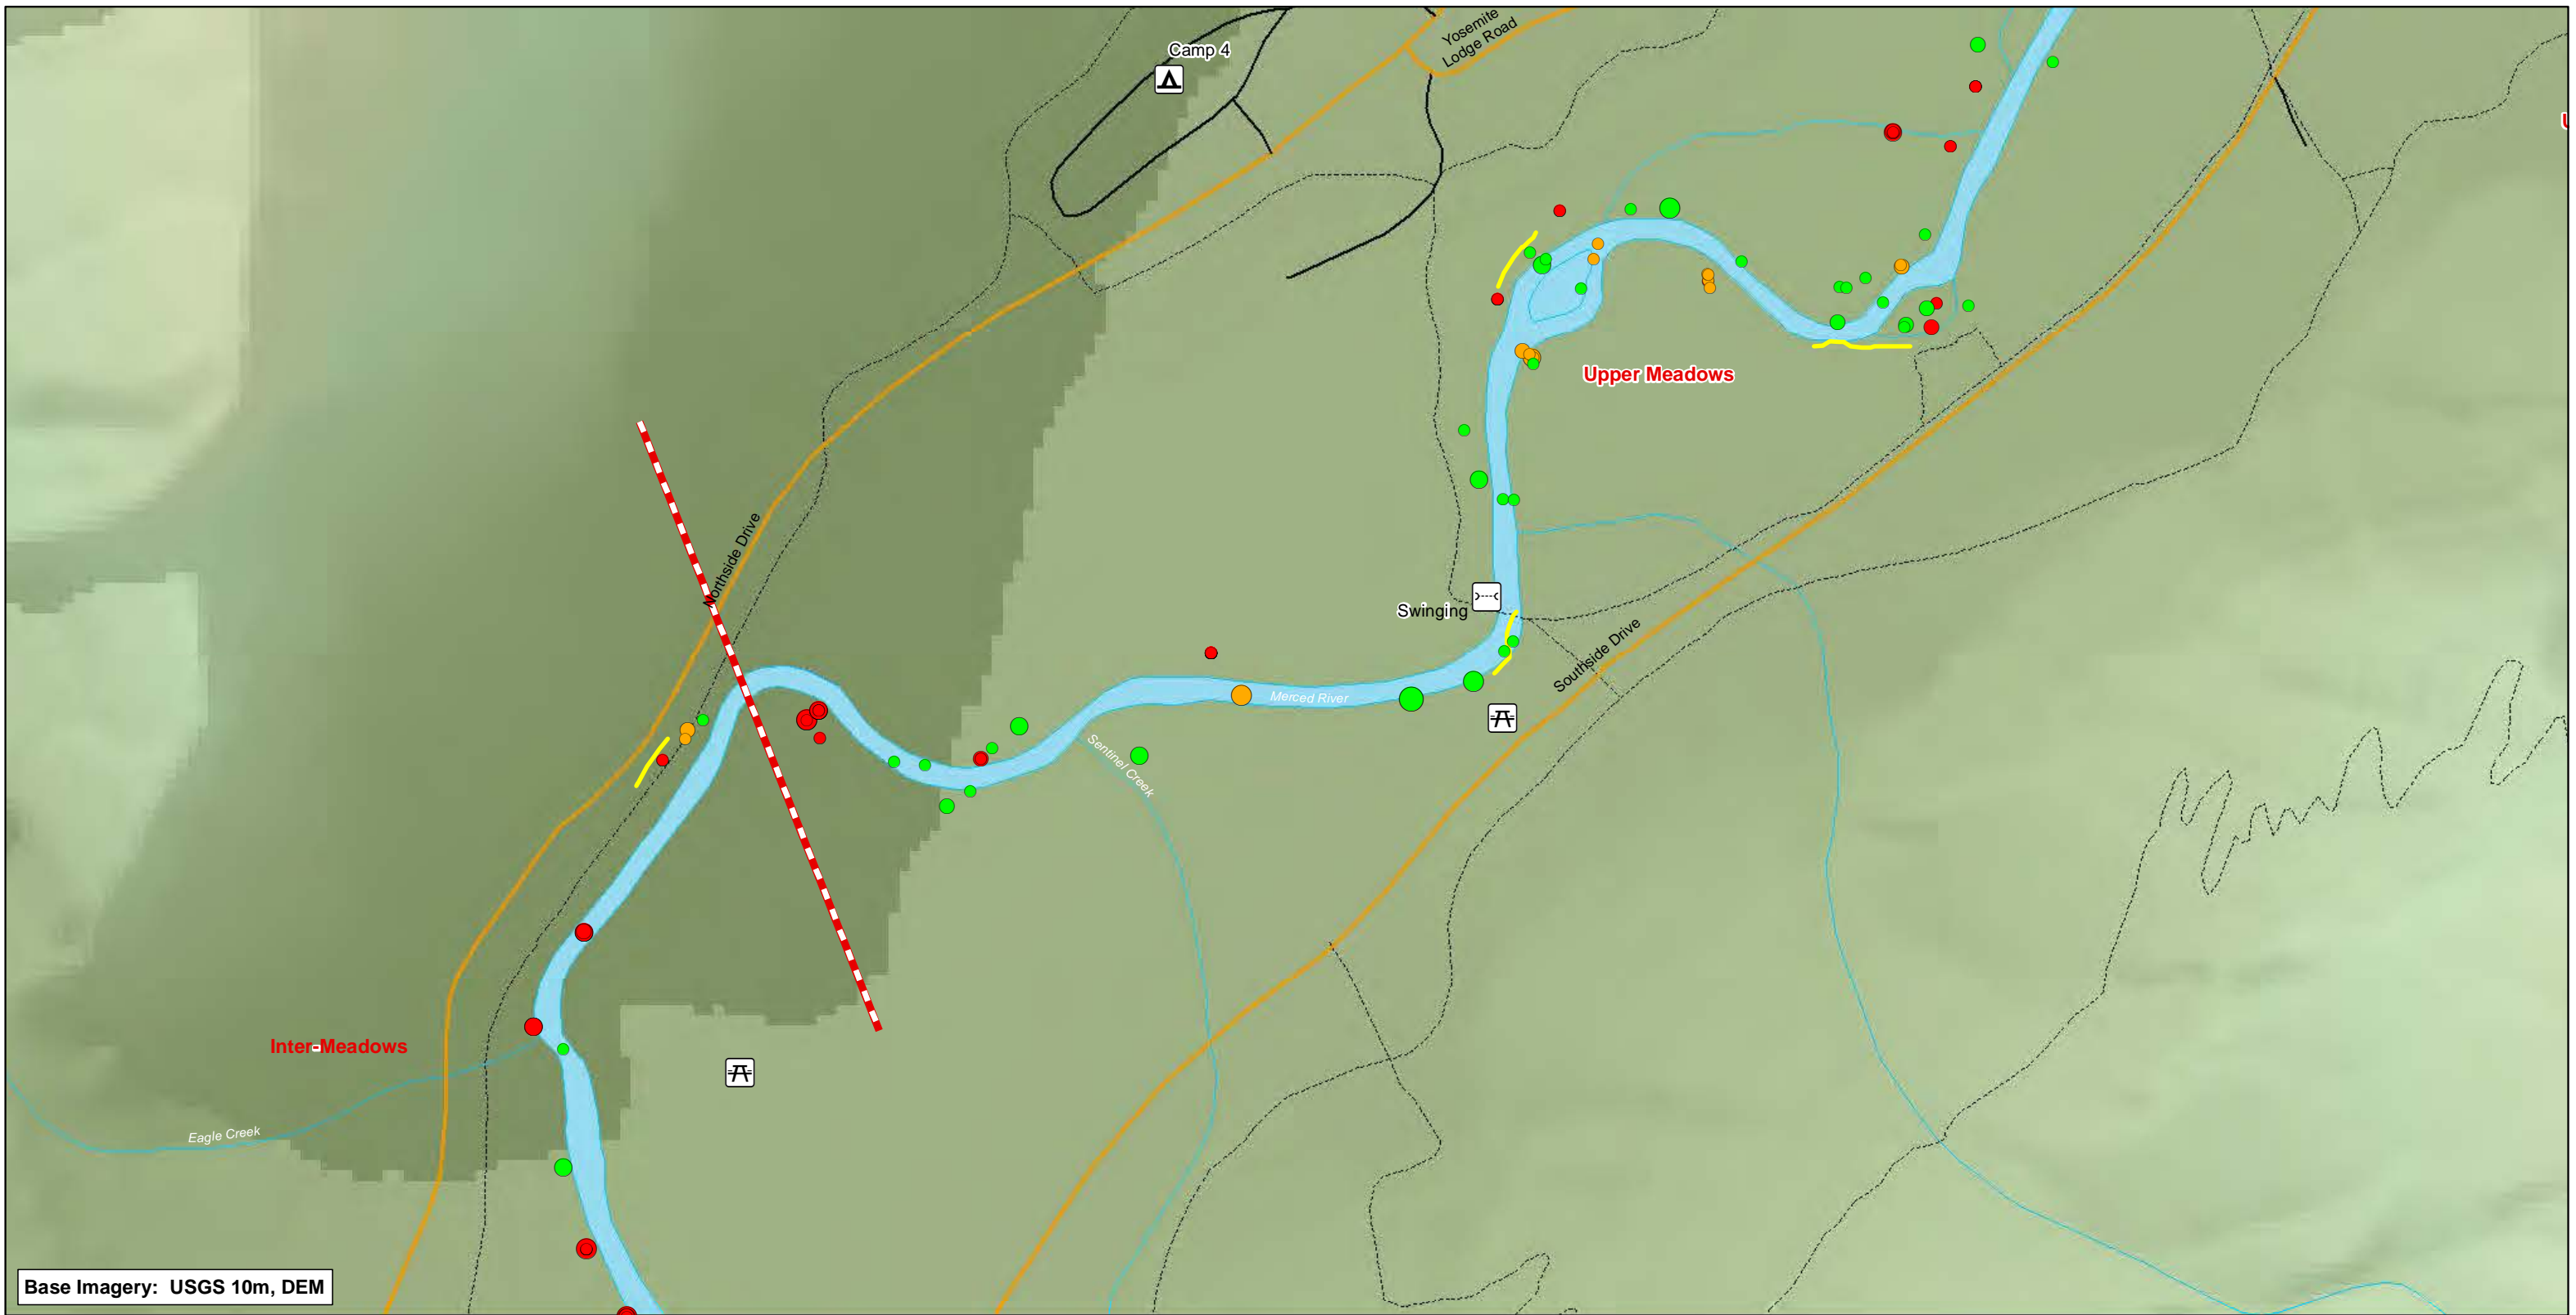 Camp 4
Yosemite
Lodge Road
Upper Meadows
Northside Drive
Swinging
Southside Drive
Merced River
Sentinel Creek
Inter-Meadows
Eagle Creek
Base Imagery: USGS 10m, DEM